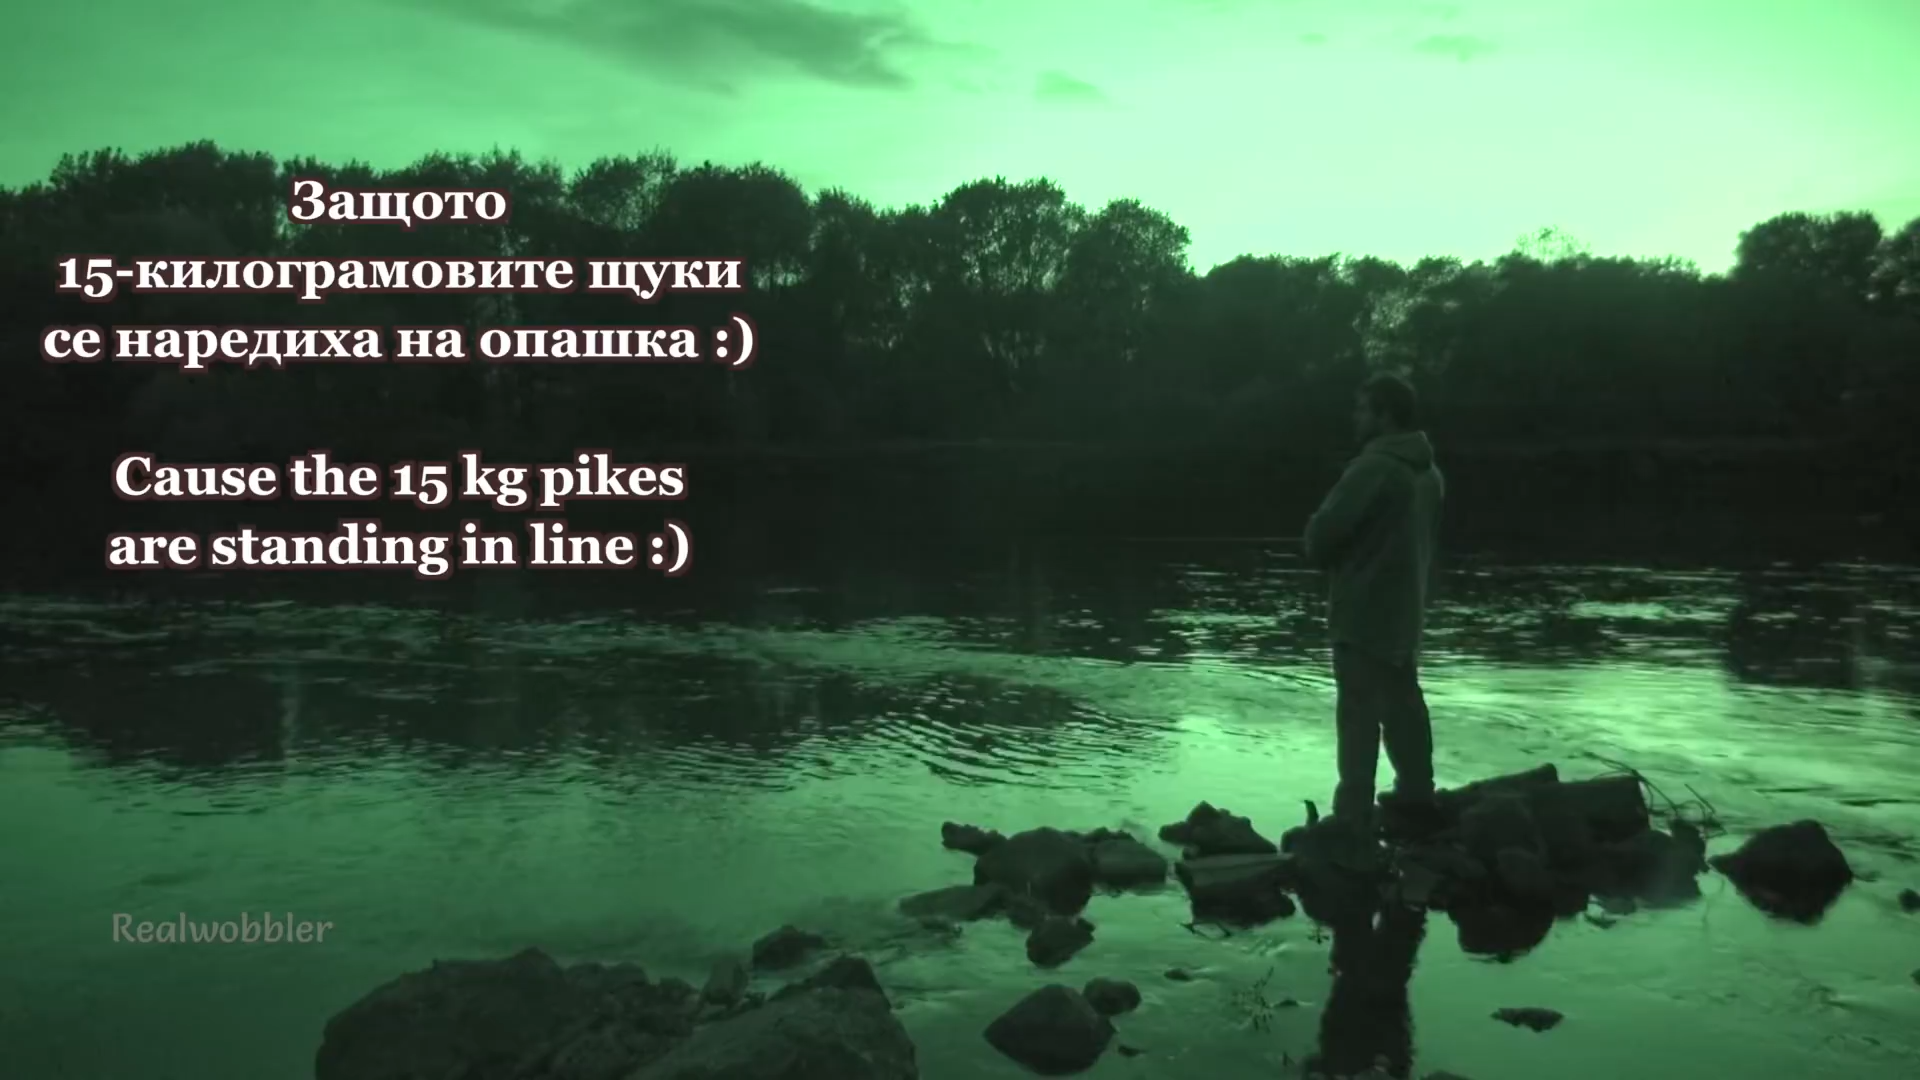 Защото
15-килограмовите щуки
се наредиха на опашка :)
Cause the 15 kg pikes
are standing in line :)
Realwobbler